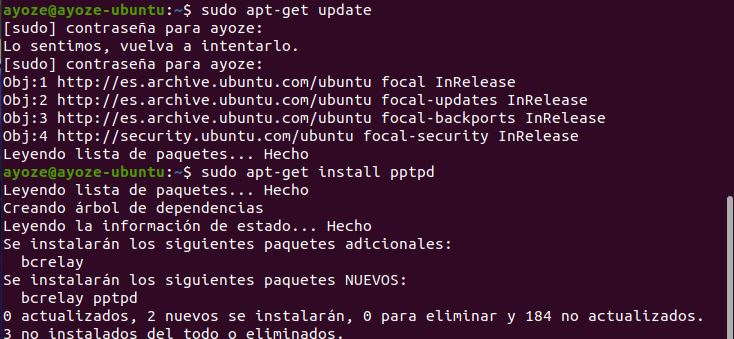 ayoze@ayoze-ubuntu:~$ sudo apt-get update
[sudo] contraseña para ayoze:
Lo sentimos, vuelva a intentarlo.
[sudo] contraseña para ayoze:
Obj:1 http://es.archive.ubuntu.com/ubuntu focal InRelease
Obj:2 http://es.archive.ubuntu.com/ubuntu focal-updates InRelease
Obj:3 http://es.archive.ubuntu.com/ubuntu focal-backports InRelease
Obj:4 http://security.ubuntu.com/ubuntu focal-security InRelease
Leyendo lista de paquetes... Hecho
ayoze@ayoze-ubuntu:~$ sudo apt-get install pptpd
Leyendo lista de paquetes... Hecho
Creando árbol de dependencias
Leyendo la información de estado... Hecho
Se instalarán los siguientes paquetes adicionales:
  bcrelay
Se instalarán los siguientes paquetes NUEVOS:
  bcrelay pptpd
0 actualizados, 2 nuevos se instalarán, 0 para eliminar y 184 no actualizados.
3 no instalados del todo o eliminados.